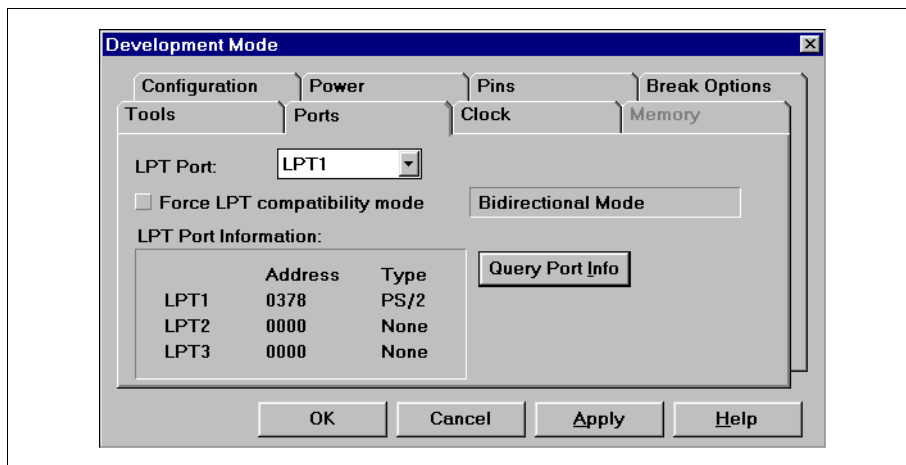 Development Mode
Configuration Power Pins Break Options
Tools Ports Clock Memory
LPT Port: LPT1
Force LPT compatibility mode Bidirectional Mode
LPT Port Information:
Query Port Info
Address Type
LPT1 0378 PS/2
LPT2 0000 None
LPT3 0000 None
OK Cancel Apply Help